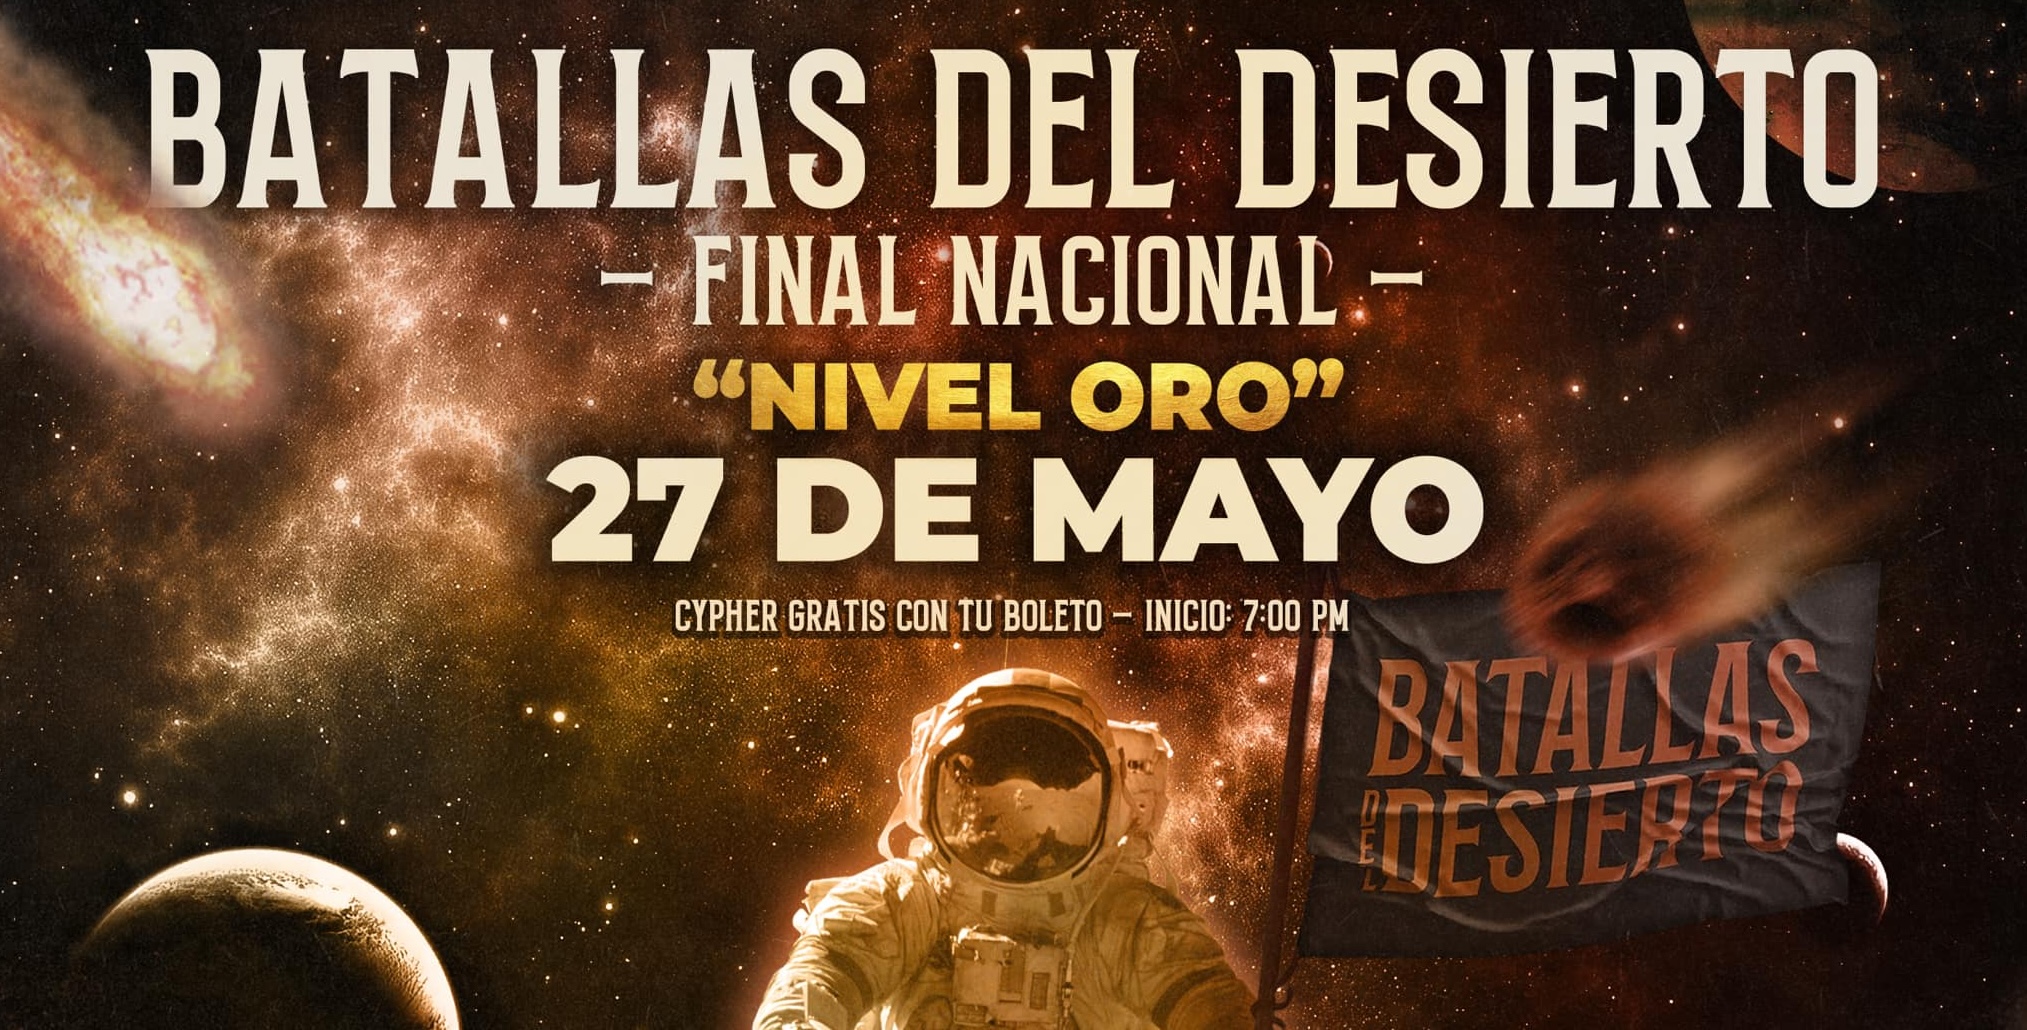 BATALLAS DEL DESIERTO
– FINAL NACIONAL –
“NIVEL ORO”
27 DE MAYO
CYPHER GRATIS CON TU BOLETO – INICIO: 7:00 PM
BATALLAS
DEL DESIERTO